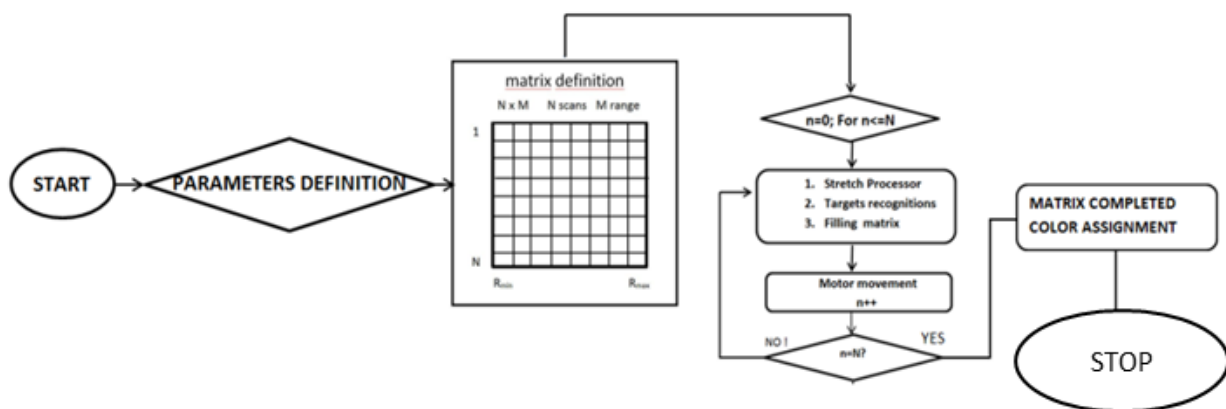 START
PARAMETERS DEFINITION
matrix definition
N x M N scans M range
1
N
Rmin Rmax
n=0; For n<=N
1. Stretch Processor
2. Targets recognitions
3. Filling matrix
Motor movement
n++
n=N?
NO !
YES
MATRIX COMPLETED
COLOR ASSIGNMENT
STOP